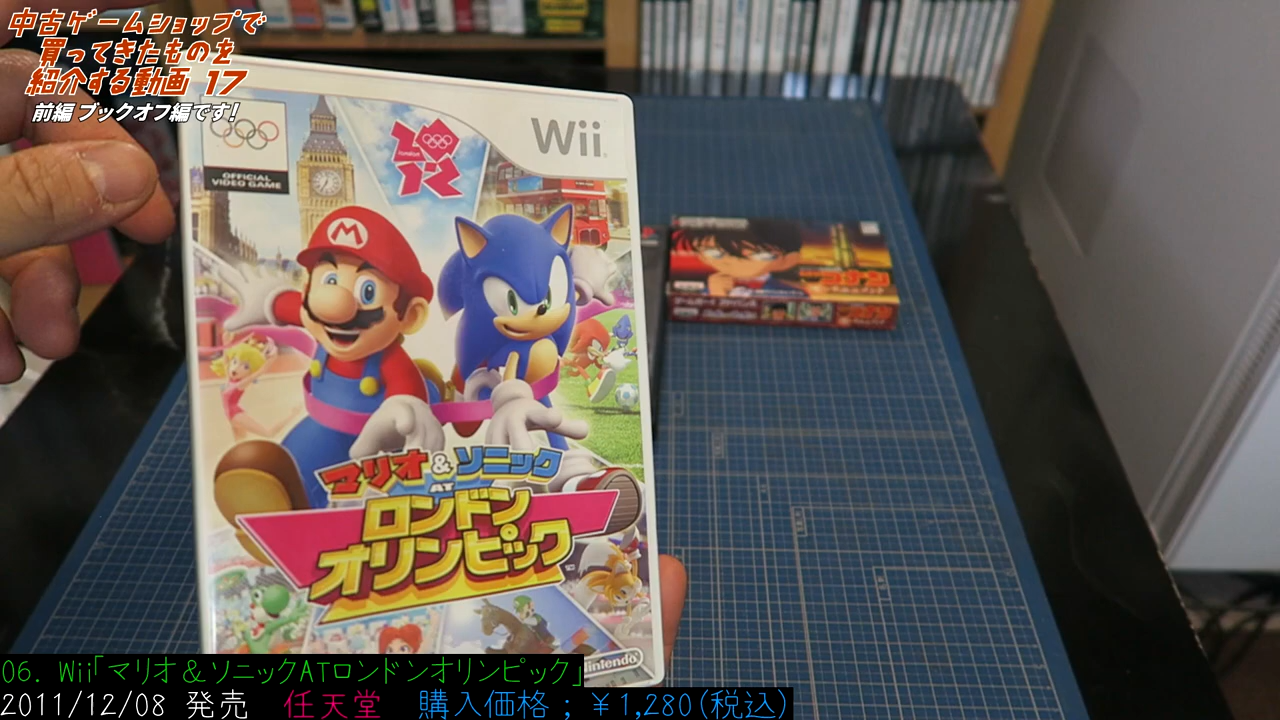 中古ゲームショップで
買ってきたものを
紹介する動画 17
前編 ブックオフ編です!
Wii
OFFICIAL
VIDEO GAME
London
マリオ&ソニック
AT
ロンドン
オリンピック
Nintendo
コナン
06. Wii「マリオ&ソニックATロンドンオリンピック」
2011/12/08 発売 任天堂 購入価格;¥1,280(税込)